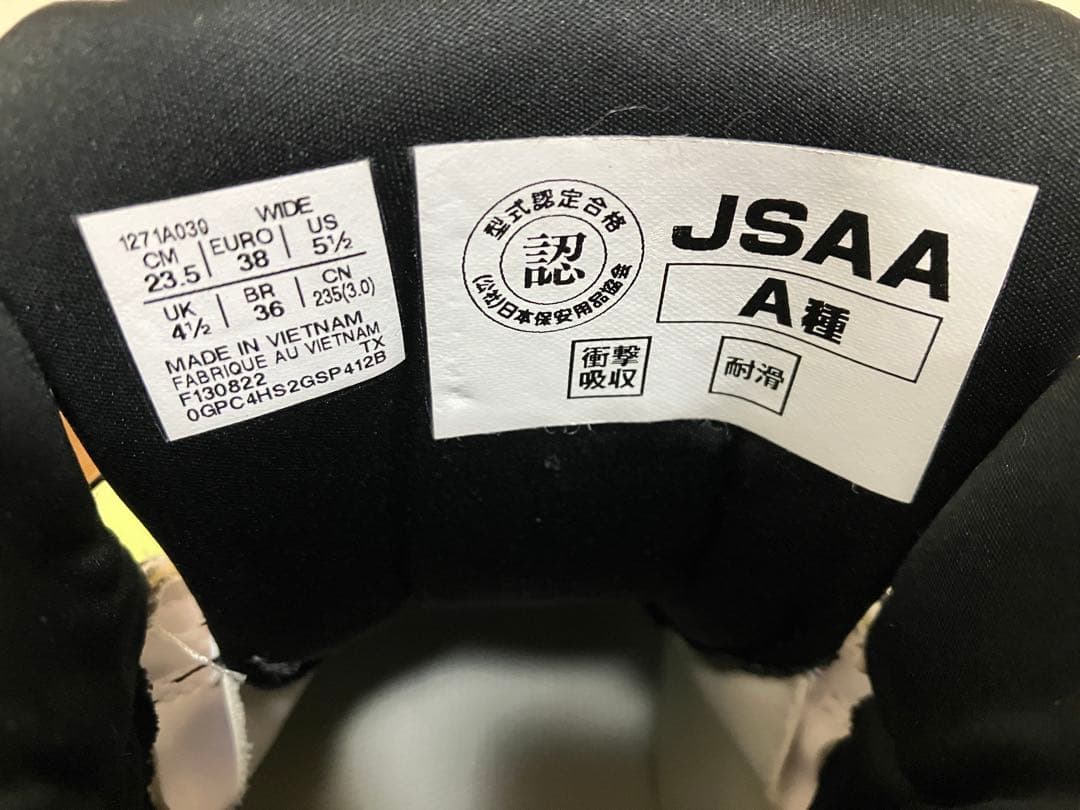 1271A030 WIDE
CM EURO US
23.5 38 5½
UK BR CN
4½ 36 235(3.0)
MADE IN VIETNAM
FABRIQUE AU VIETNAM
F130822 TX
0GPC4HS2GSP412B
型式認定合格
認
(公社)日本保安用品協会
JSAA
A種
衝撃
吸収
耐滑